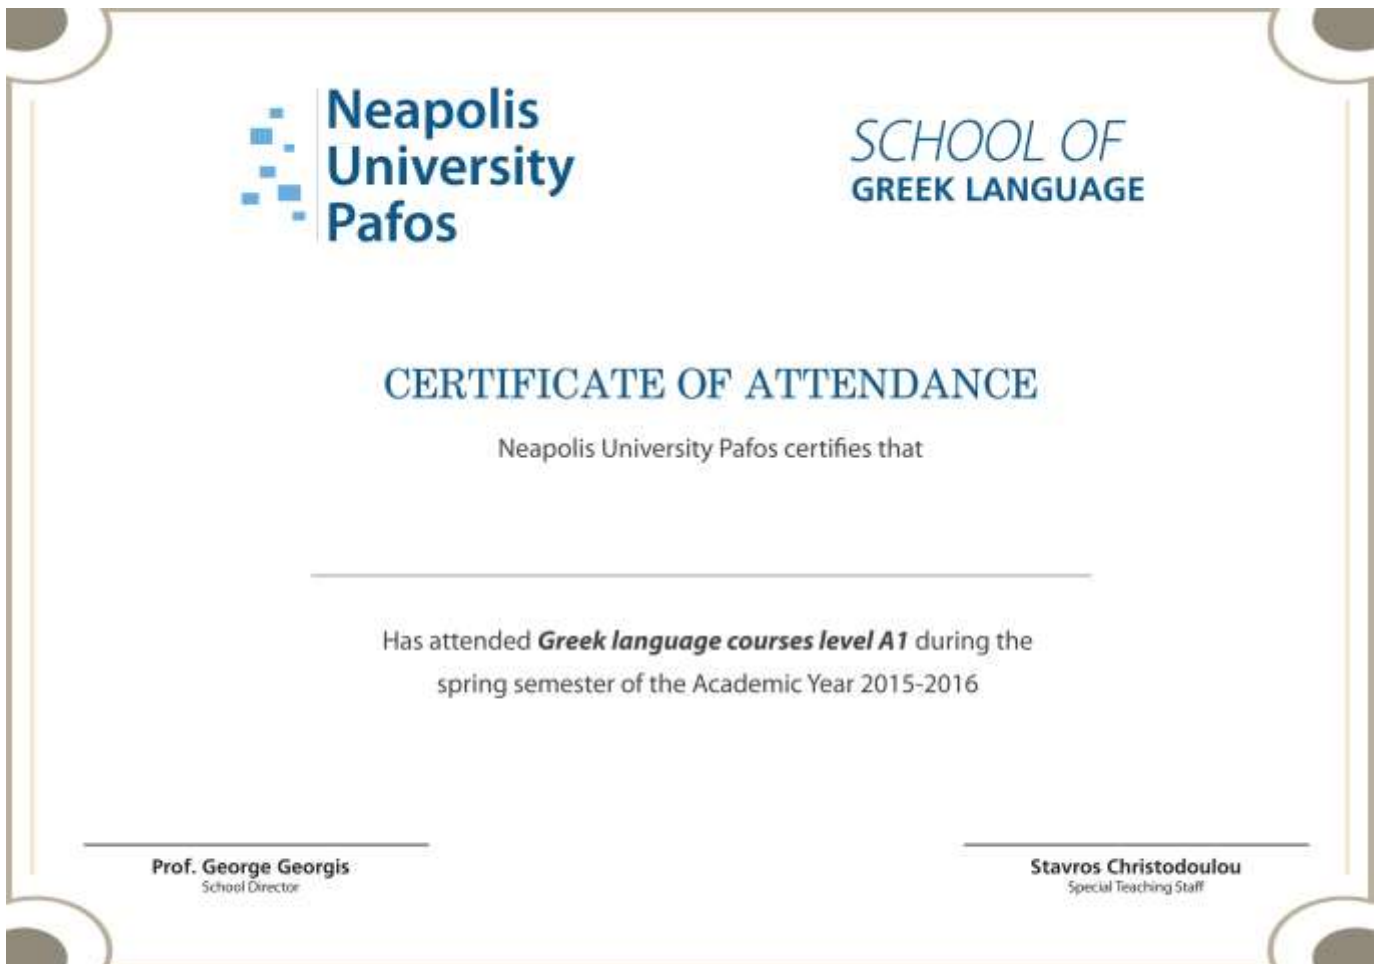 Neapolis
University
Pafos
SCHOOL OF
GREEK LANGUAGE
CERTIFICATE OF ATTENDANCE
Neapolis University Pafos certifies that
Has attended Greek language courses level A1 during the
spring semester of the Academic Year 2015-2016
Prof. George Georgis
School Director
Stavros Christodoulou
Special Teaching Staff